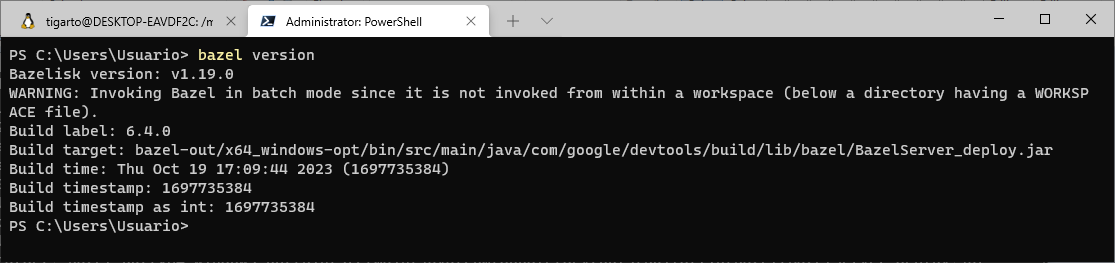 tigarto@DESKTOP-EAVDF2C: /m
Administrator: PowerShell
PS C:\Users\Usuario> bazel version
Bazelisk version: v1.19.0
WARNING: Invoking Bazel in batch mode since it is not invoked from within a workspace (below a directory having a WORKSP
ACE file).
Build label: 6.4.0
Build target: bazel-out/x64_windows-opt/bin/src/main/java/com/google/devtools/build/lib/bazel/BazelServer_deploy.jar
Build time: Thu Oct 19 17:09:44 2023 (1697735384)
Build timestamp: 1697735384
Build timestamp as int: 1697735384
PS C:\Users\Usuario>